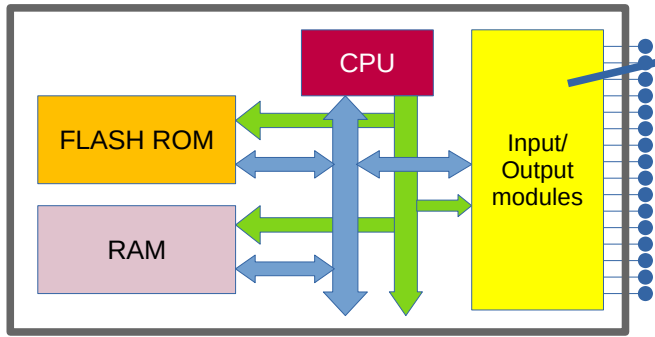 CPU
FLASH ROM
RAM
Input/
Output
modules